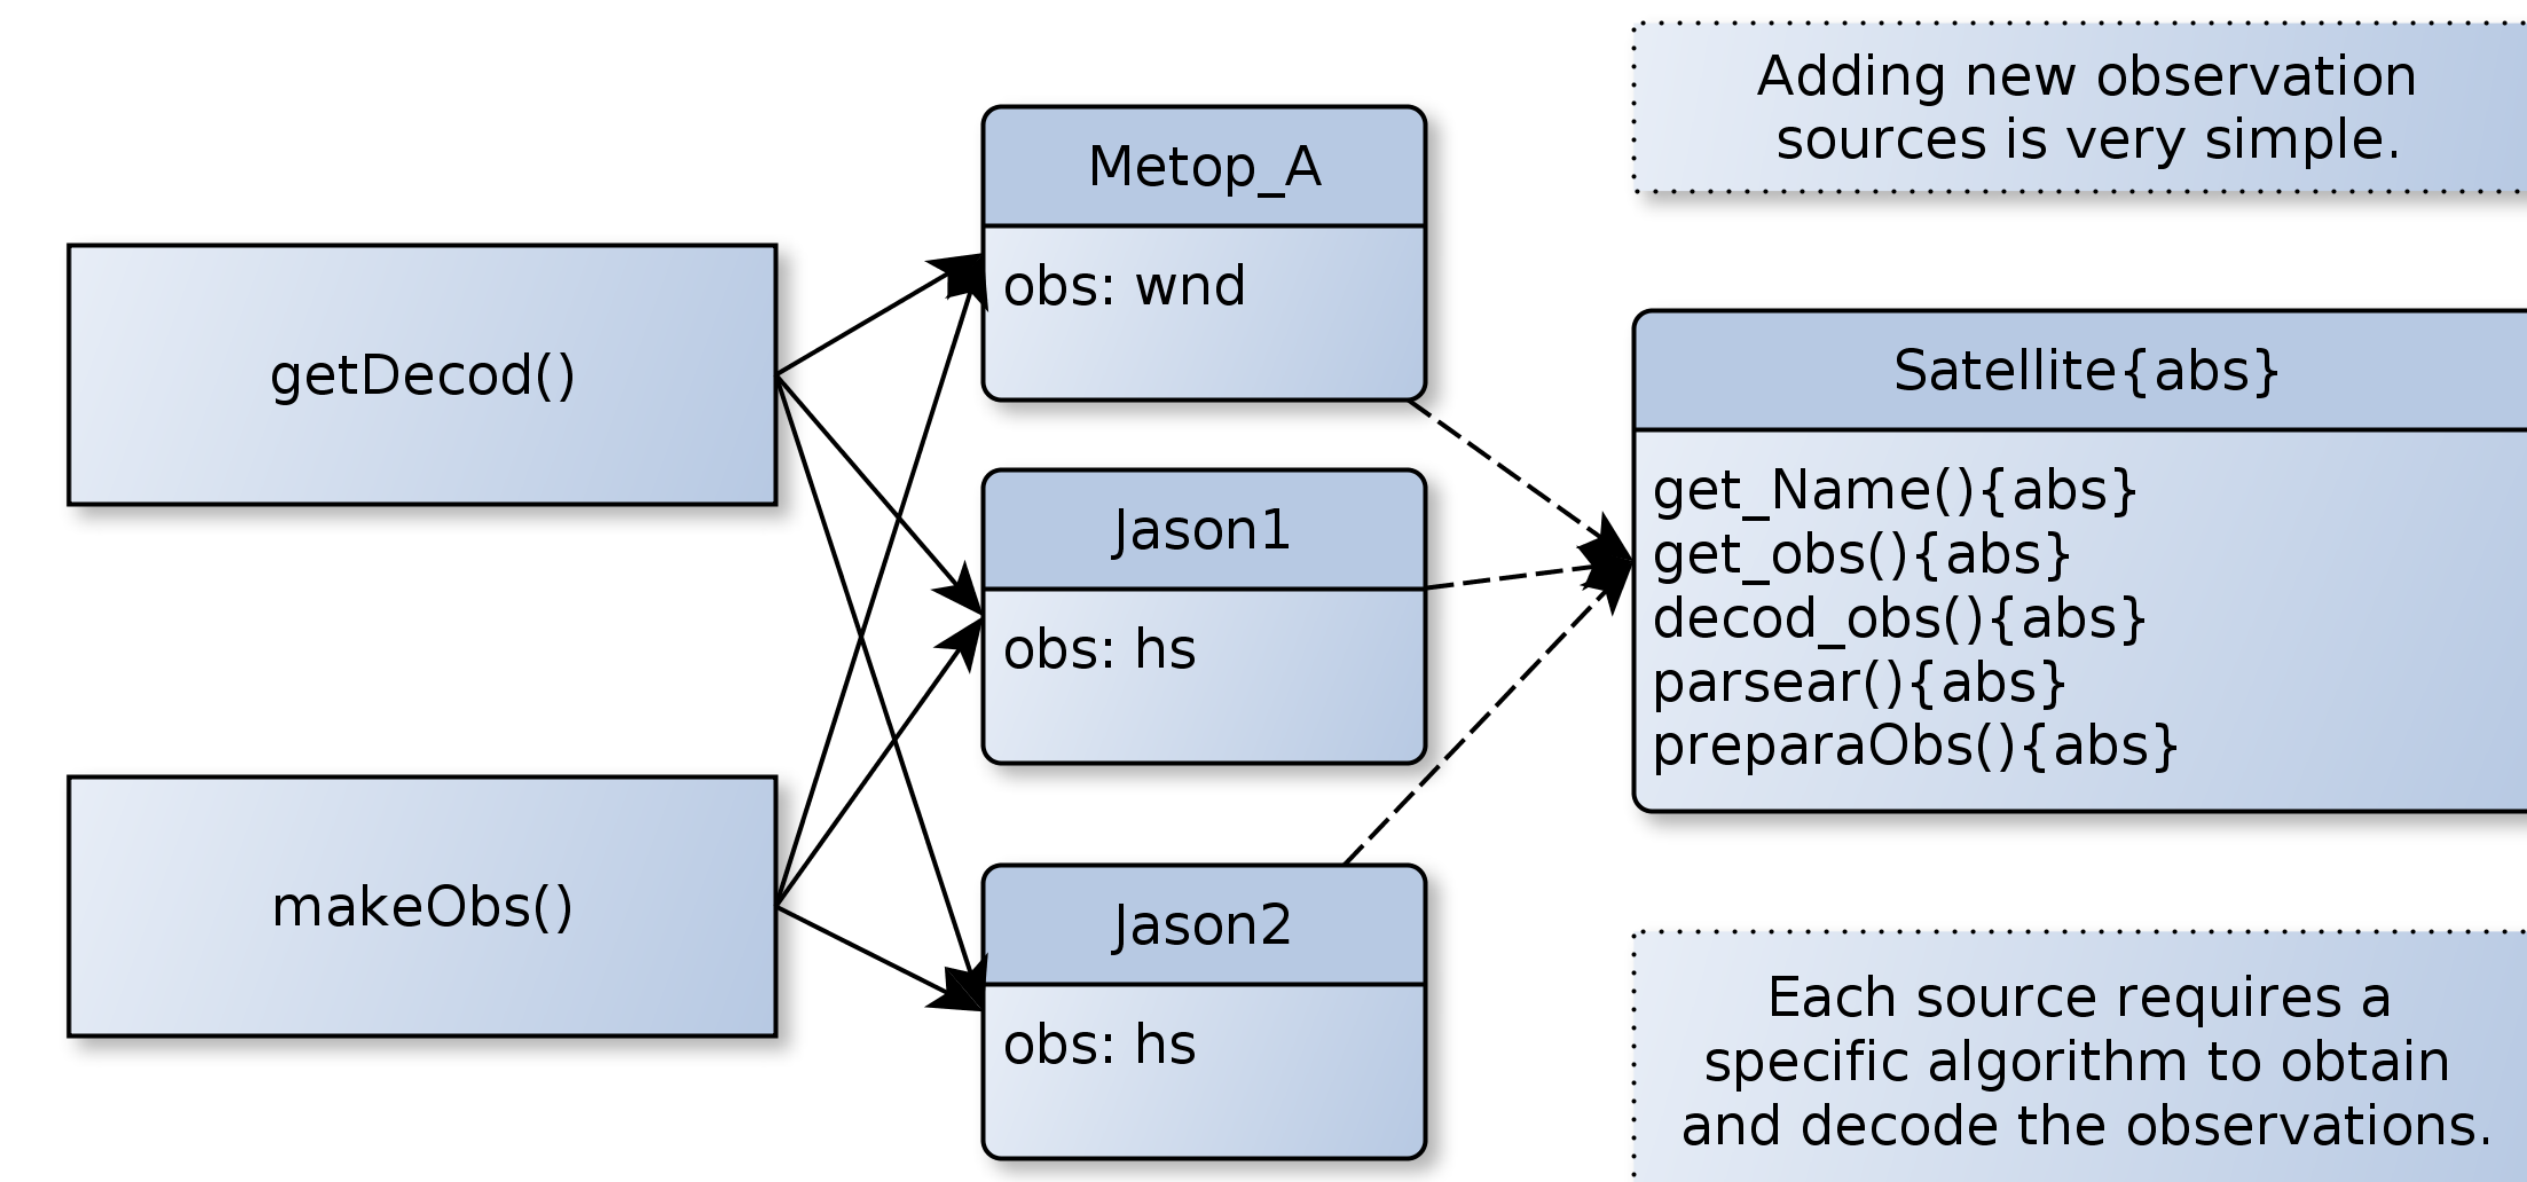 getDecod()
makeObs()
Metop_A
obs: wnd
Jason1
obs: hs
Jason2
obs: hs
Adding new observation
sources is very simple.
Satellite{abs}
get_Name(){abs}
get_obs(){abs}
decod_obs(){abs}
parsear(){abs}
preparaObs(){abs}
Each source requires a
specific algorithm to obtain
and decode the observations.